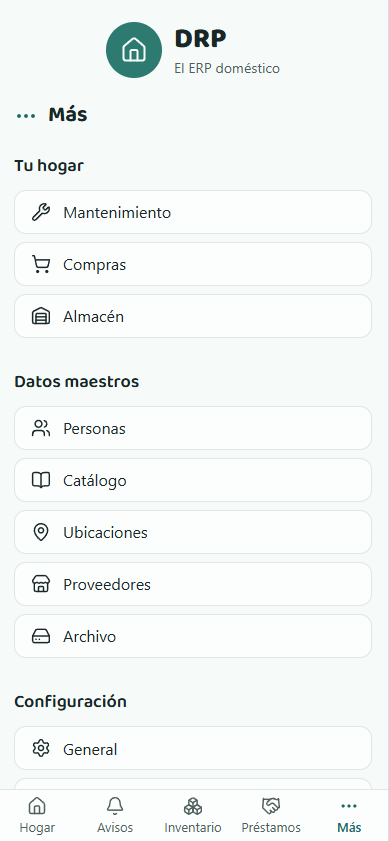 DRP
El ERP doméstico
Más
Tu hogar
Mantenimiento
Compras
Almacén
Datos maestros
Personas
Catálogo
Ubicaciones
Proveedores
Archivo
Configuración
General
Hogar
Avisos
Inventario
Préstamos
Más